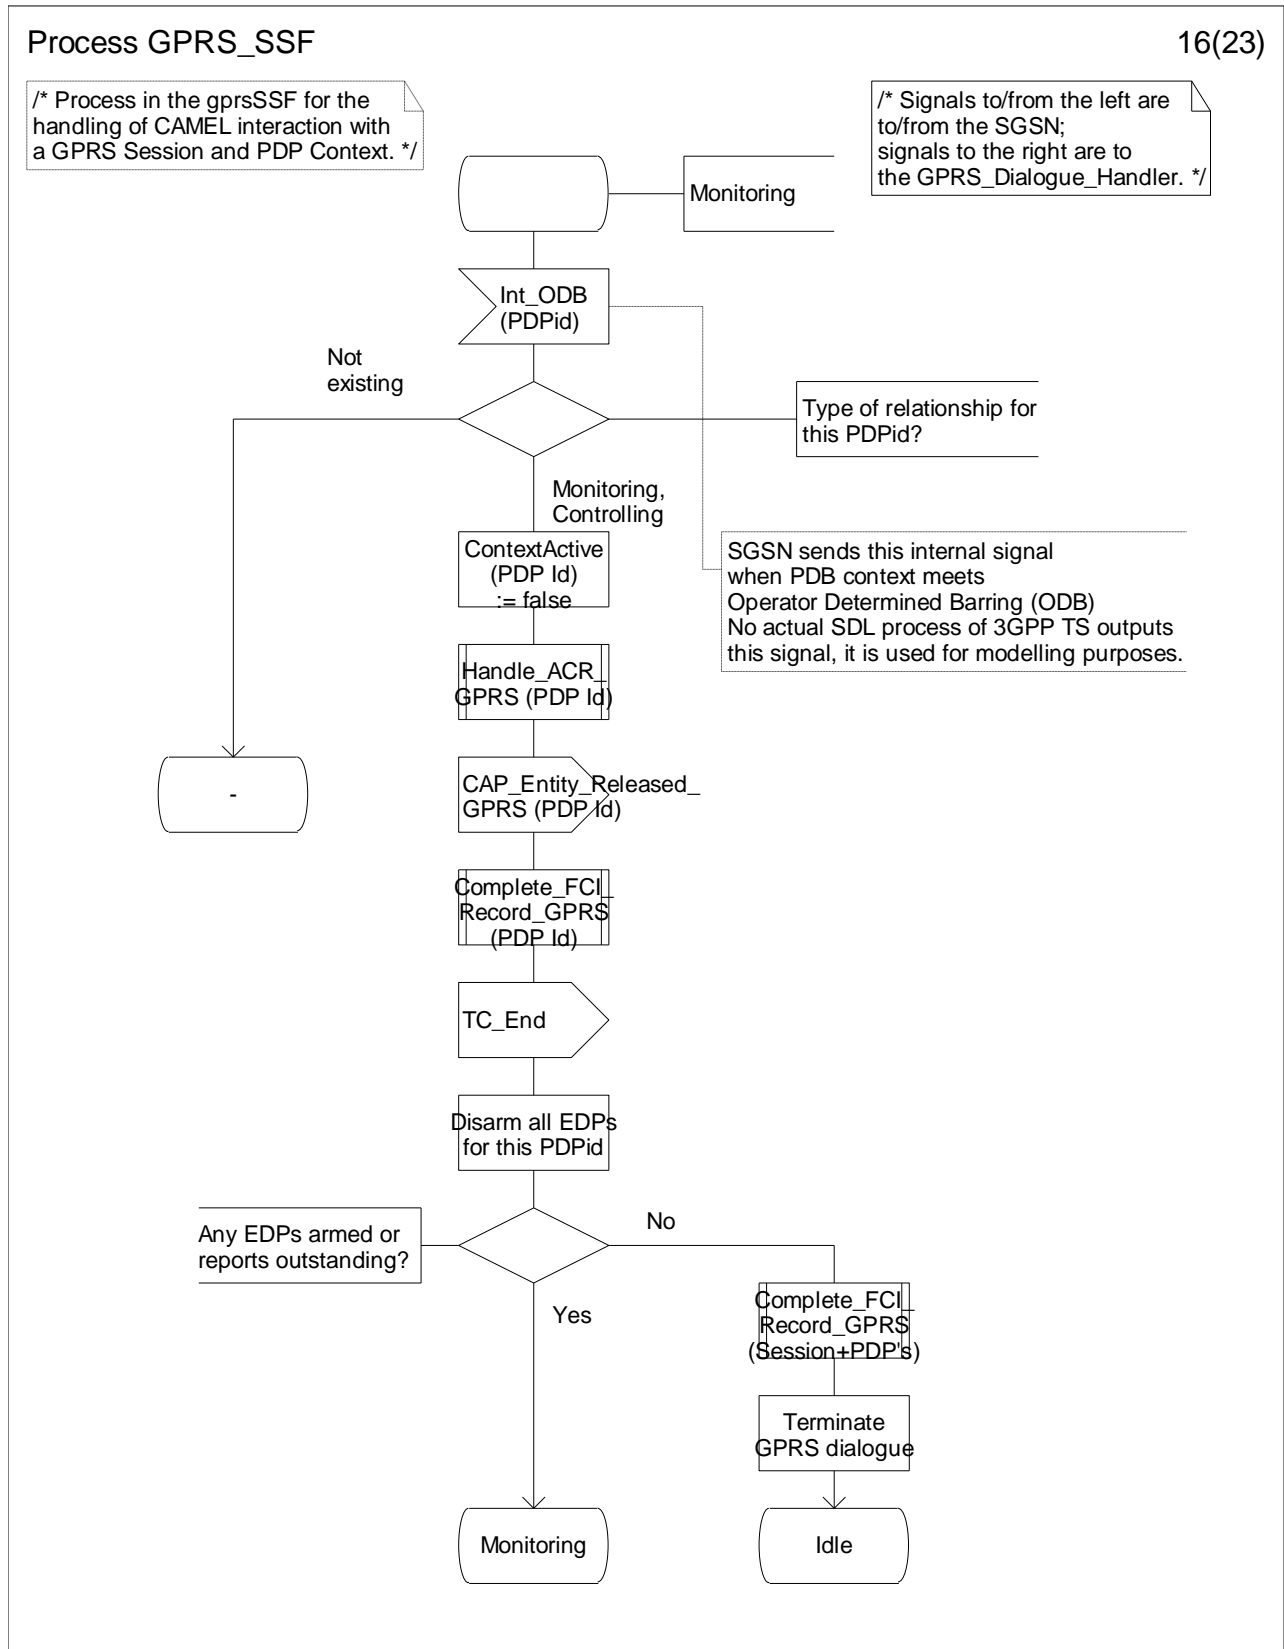 Process GPRS_SSF
16(23)
/* Process in the gprsSSF for the
handling of CAMEL interaction with
a GPRS Session and PDP Context. */
/* Signals to/from the left are
to/from the SGSN;
signals to the right are to
the GPRS_Dialogue_Handler. */
Monitoring
Int_ODB
(PDPid)
Not
existing
Type of relationship for
this PDPid?
Monitoring,
Controlling
ContextActive
(PDP Id)
:= false
SGSN sends this internal signal
when PDB context meets
Operator Determined Barring (ODB)
No actual SDL process of 3GPP TS outputs
this signal, it is used for modelling purposes.
Handle_ACR_
GPRS (PDP Id)
-
CAP_Entity_Released_
GPRS (PDP Id)
Complete_FCI_
Record_GPRS
(PDP Id)
TC_End
Disarm all EDPs
for this PDPid
Any EDPs armed or
reports outstanding?
No
Yes
Complete_FCI_
Record_GPRS
(Session+PDP's)
Terminate
GPRS dialogue
Monitoring
Idle